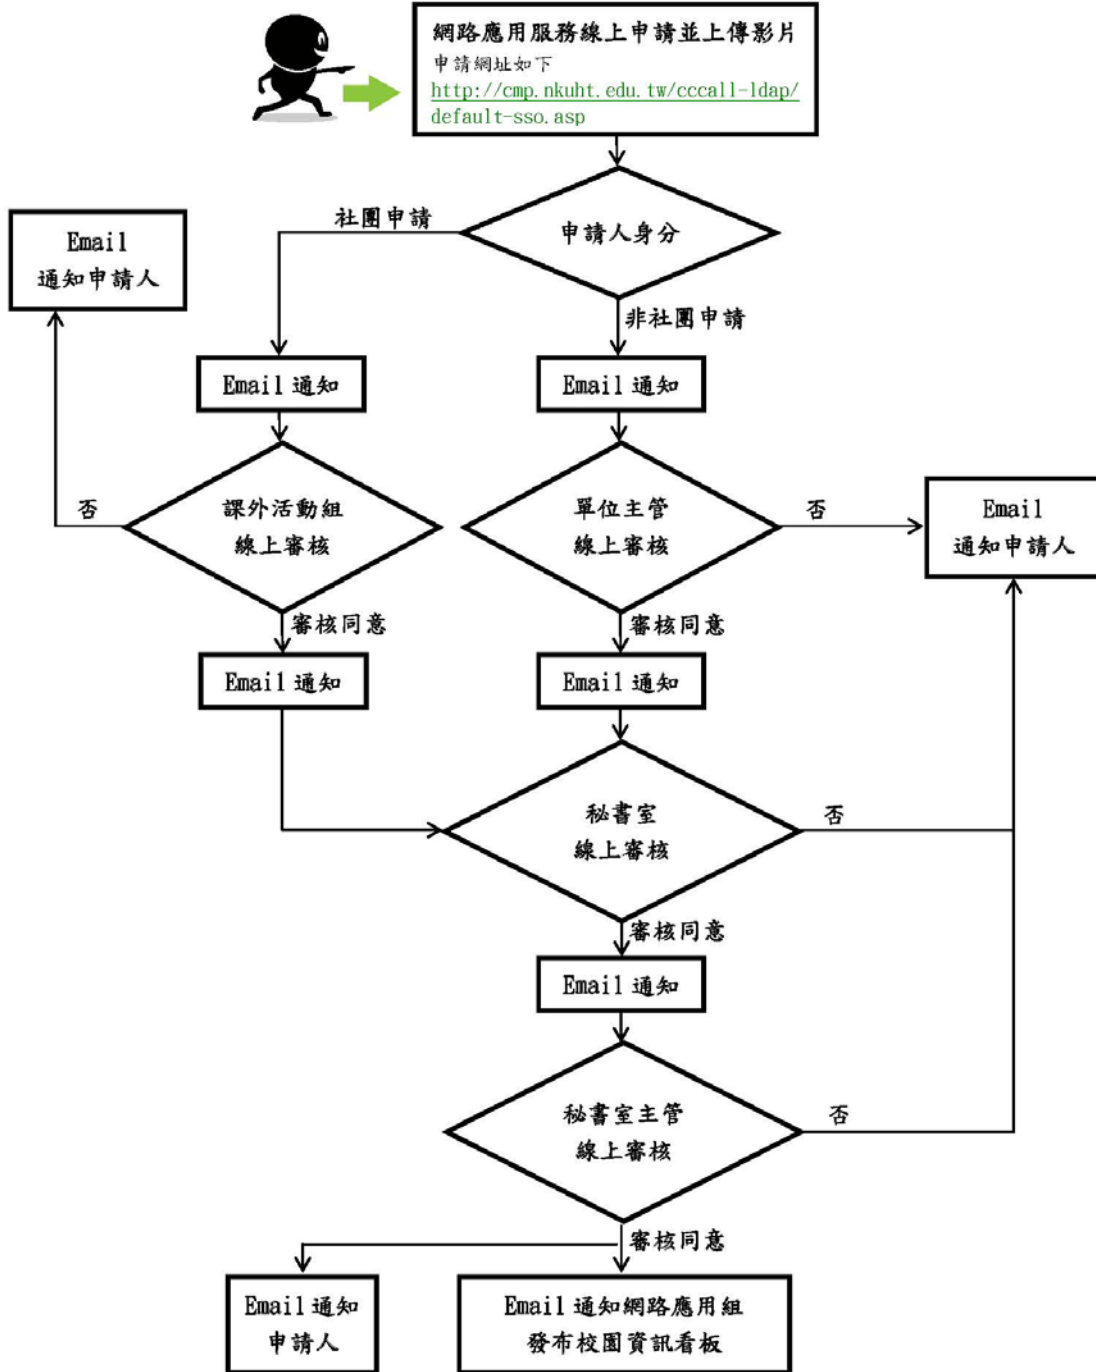 網路應用服務線上申請並上傳影片
申請網址如下
http://cmp.nkuht.edu.tw/cccall-ldap/
default-sso.asp
申請人身分
社團申請
非社團申請
Email
通知申請人
Email 通知
Email 通知
課外活動組
線上審核
否
單位主管
線上審核
否
Email
通知申請人
審核同意
審核同意
Email 通知
Email 通知
秘書室
線上審核
否
審核同意
Email 通知
秘書室主管
線上審核
否
審核同意
Email 通知
申請人
Email 通知網路應用組
發布校園資訊看板